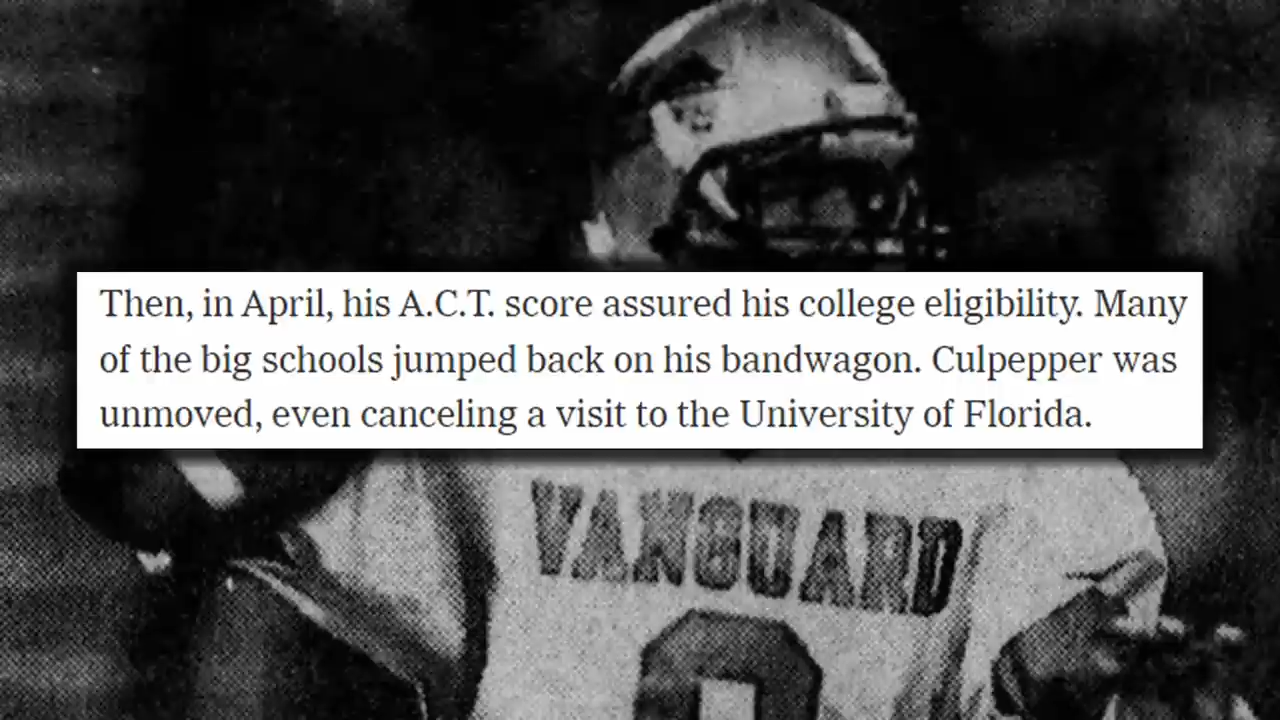 Then, in April, his A.C.T. score assured his college eligibility. Many
of the big schools jumped back on his bandwagon. Culpepper was
unmoved, even canceling a visit to the University of Florida.
VANGUARD